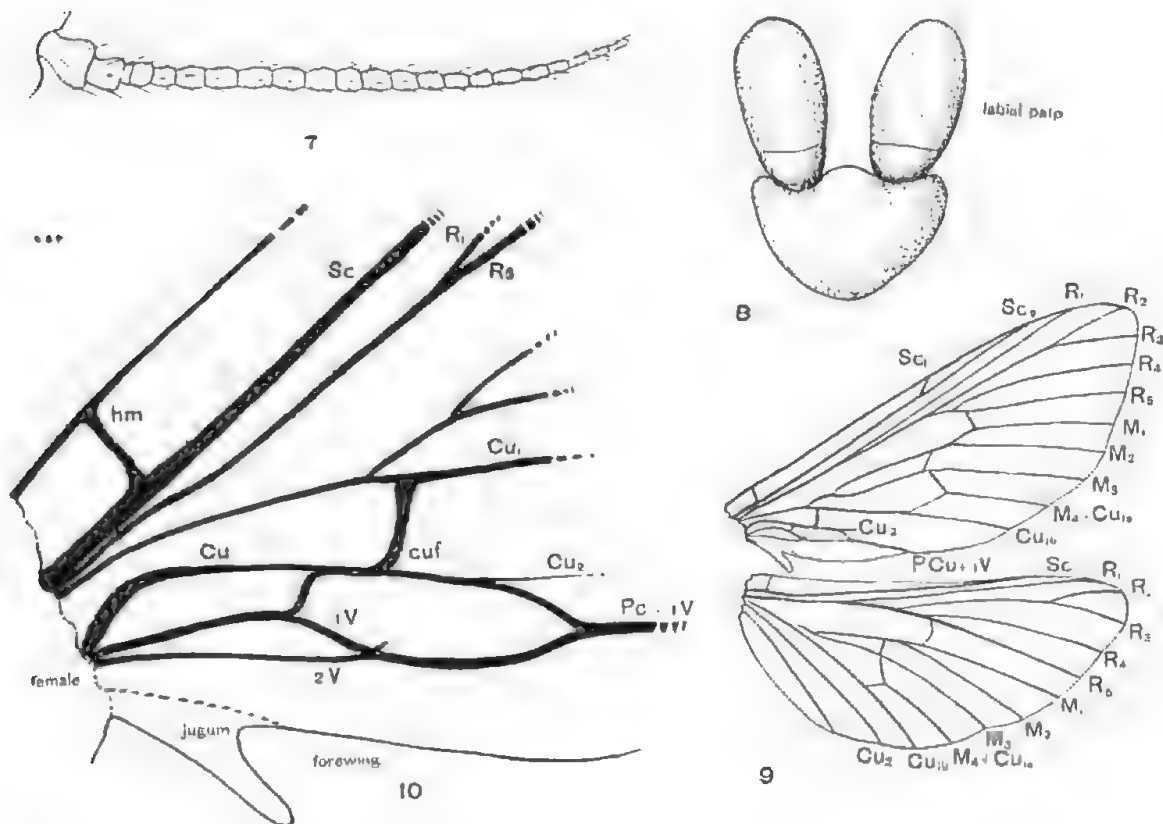 7
labial palp
8
R₁
Rs
Sc
hm
Cu₁
Cu
cuf
Cu₂
Pc + 1V
1V
2V
female
jugum
forewing
10
Sc₂
R₁
R₂
Sc₁
R₃
R₄
R₅
M₁
M₂
M₃
M₄ + Cu₁ₐ
Cu₂
Cu₁b
PCu+1V
Sc
R₁
R₃
R₄
R₅
M₁
M₂
M₃
Cu₂
Cu₁b
M₄+Cu₁ₐ
9